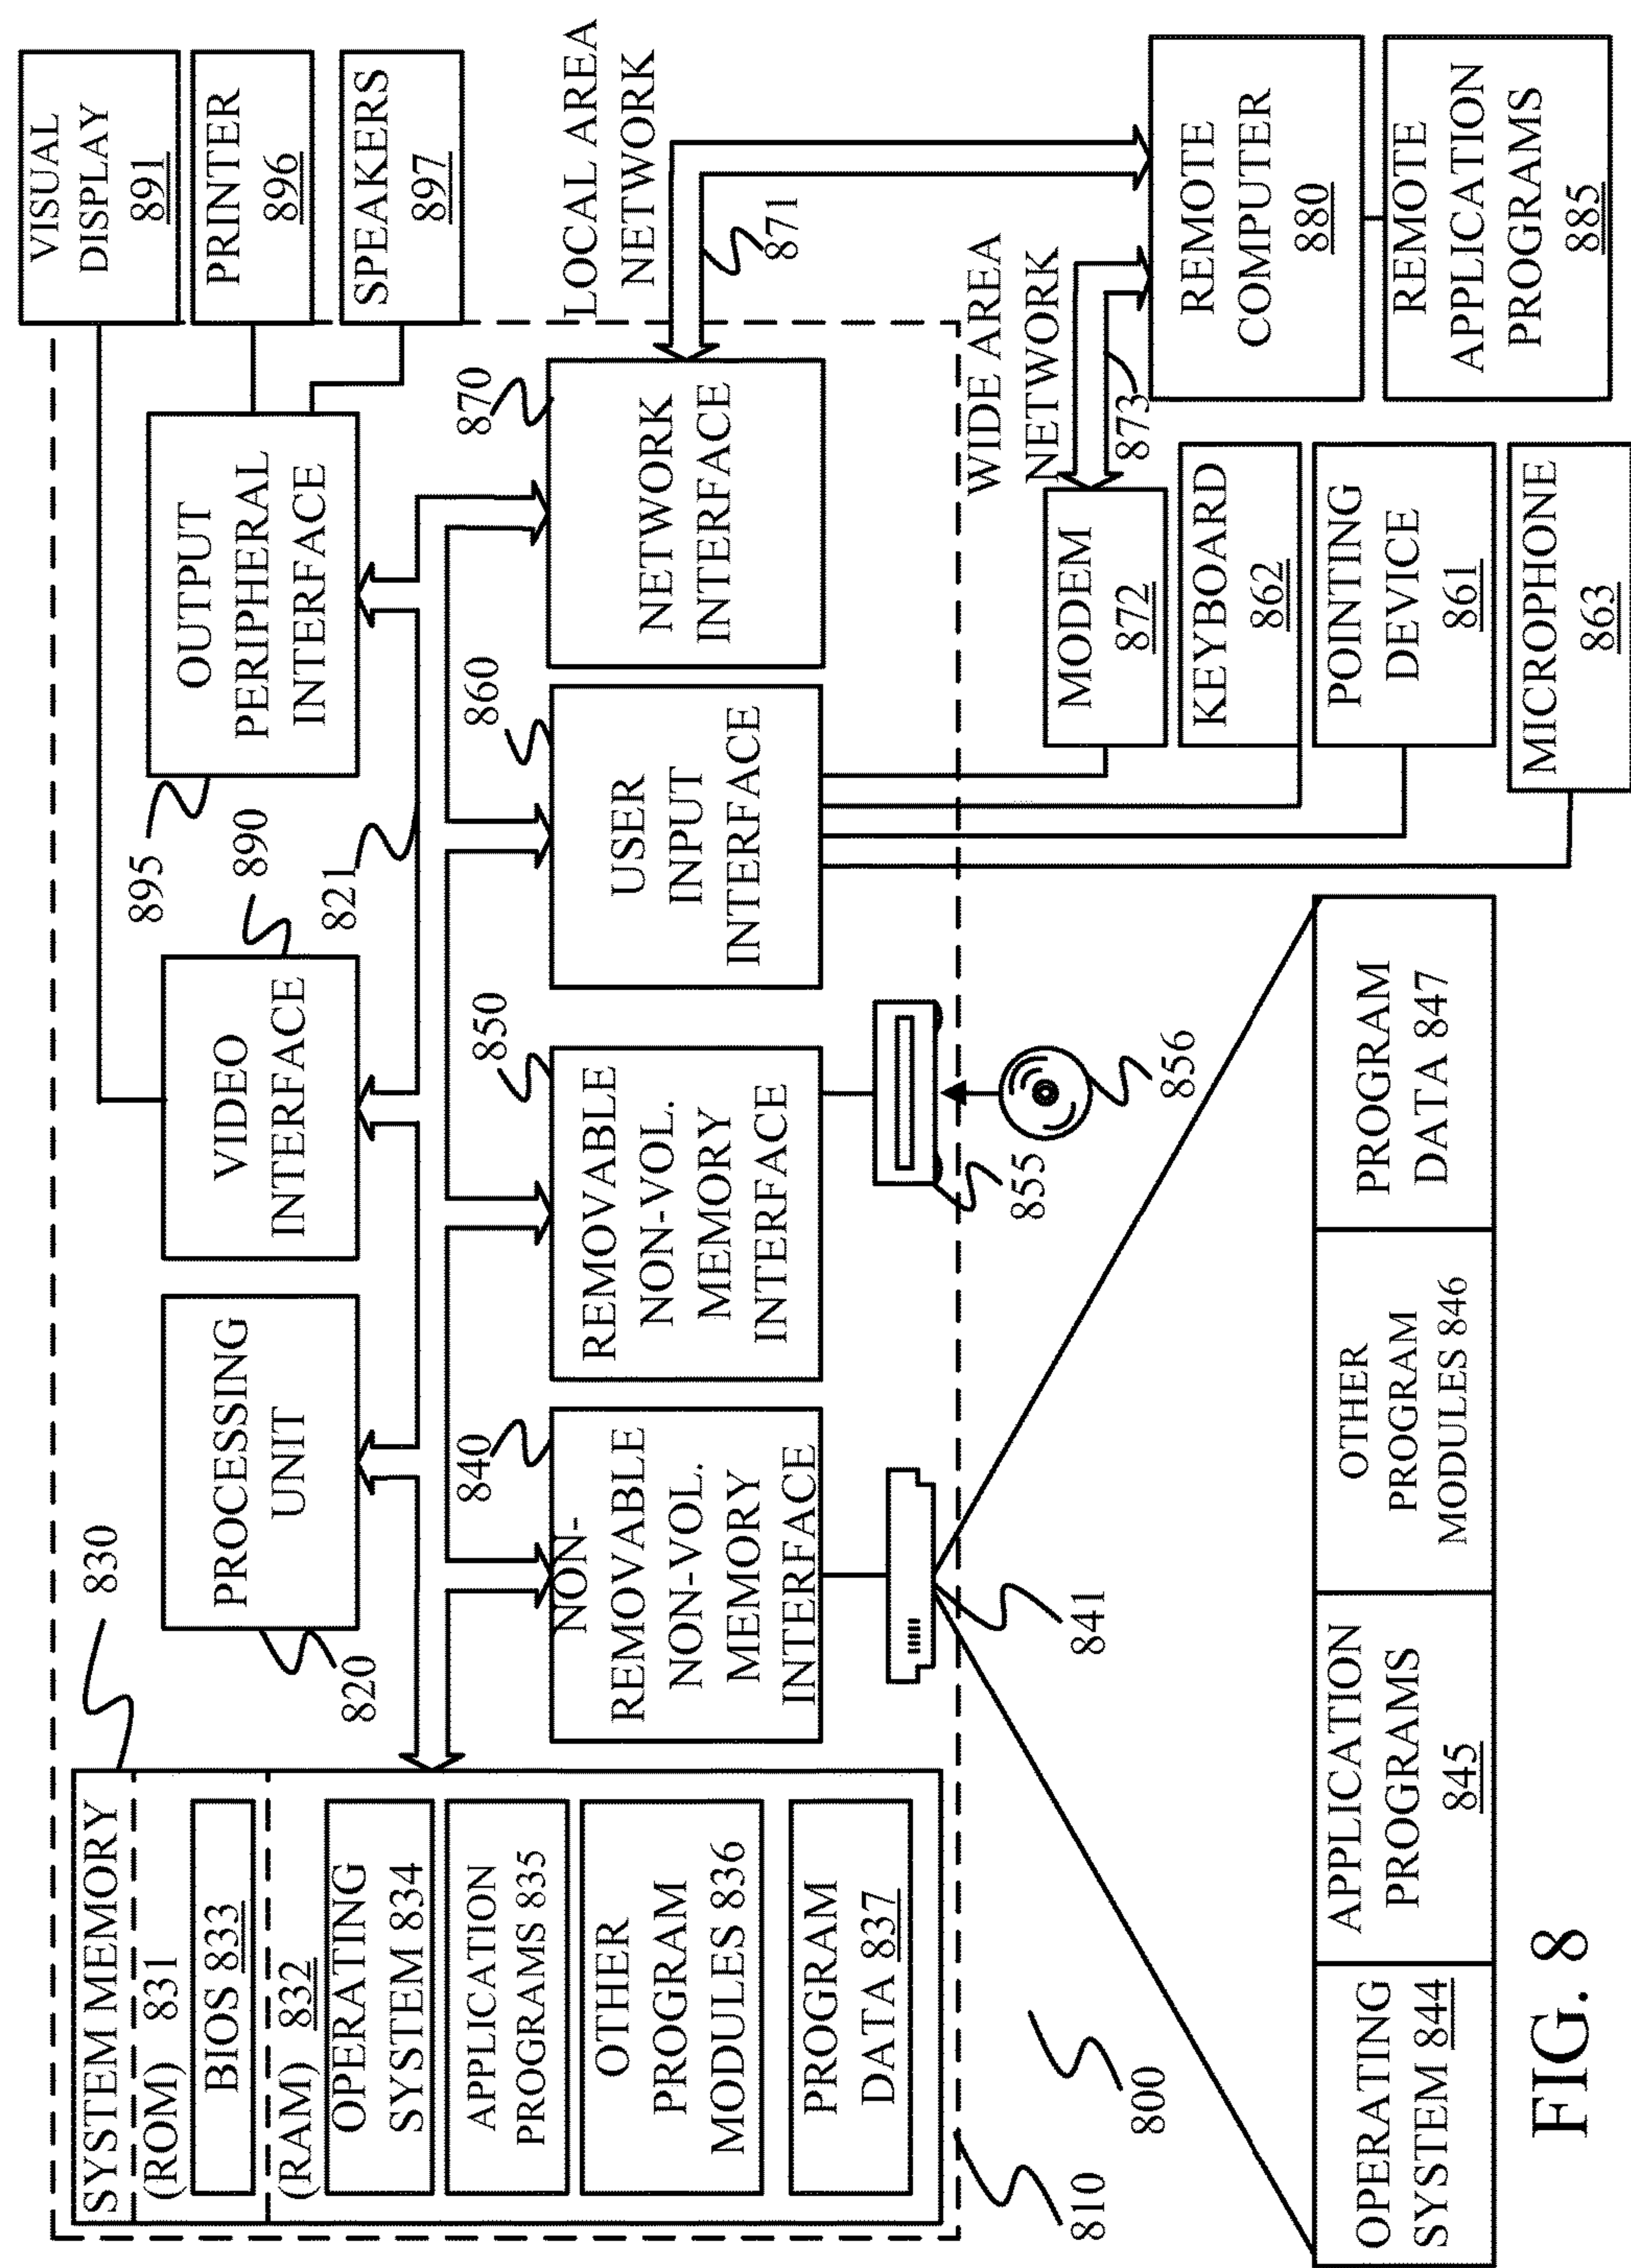 SYSTEM MEMORY
(ROM) 831
BIOS 833
(RAM) 832
OPERATING
SYSTEM 834
APPLICATION
PROGRAMS 835
OTHER
PROGRAM
MODULES 836
PROGRAM
DATA 837
830
820
PROCESSING
UNIT
890
VIDEO
INTERFACE
821
895
OUTPUT
PERIPHERAL
INTERFACE
VISUAL
DISPLAY
891
PRINTER
896
SPEAKERS
897
840
NON-
REMOVABLE
NON-VOL.
MEMORY
INTERFACE
850
REMOVABLE
NON-VOL.
MEMORY
INTERFACE
860
USER
INPUT
INTERFACE
870
NETWORK
INTERFACE
LOCAL AREA
NETWORK
871
841
855
856
WIDE AREA
NETWORK
873
MODEM
872
KEYBOARD
862
POINTING
DEVICE
861
MICROPHONE
863
REMOTE
COMPUTER
880
REMOTE
APPLICATION
PROGRAMS
885
810
800
OPERATING
SYSTEM 844
APPLICATION
PROGRAMS
845
OTHER
PROGRAM
MODULES 846
PROGRAM
DATA 847
FIG. 8